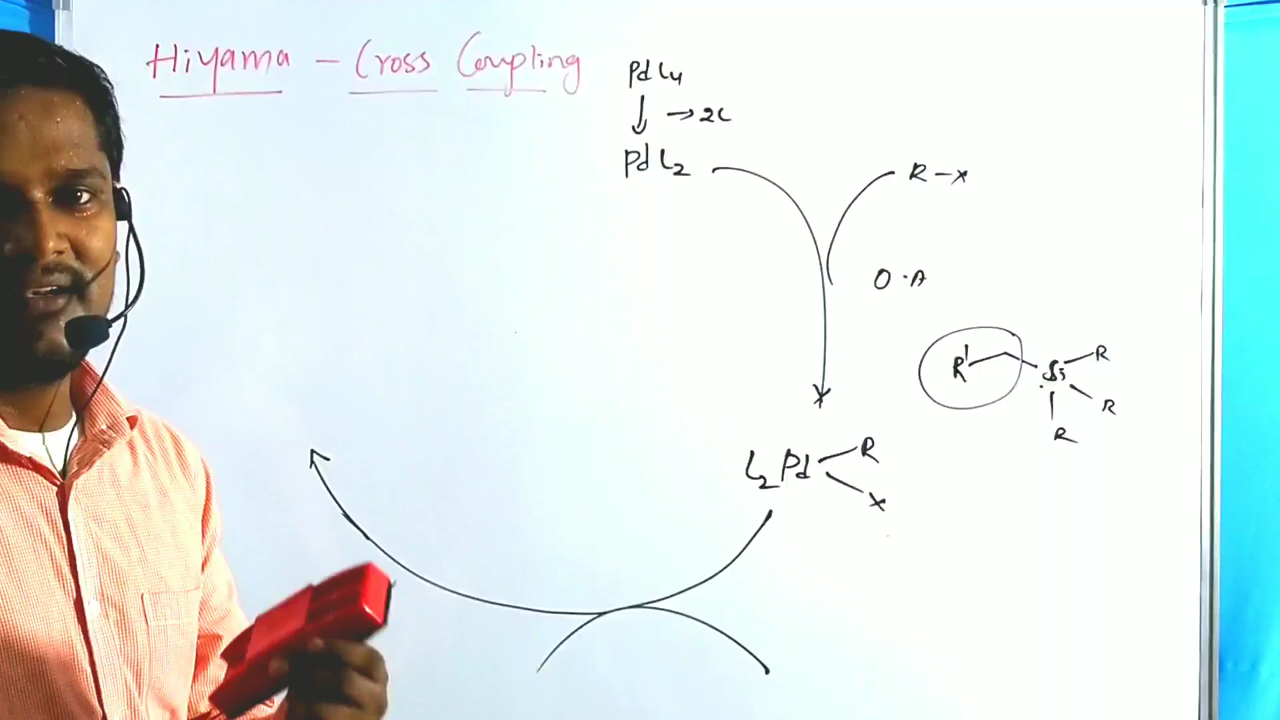 Hiyama - Cross Coupling
PdL4
→ 2L
PdL2
R-X
O.A
R' Si R
R
R
L2Pd R
X